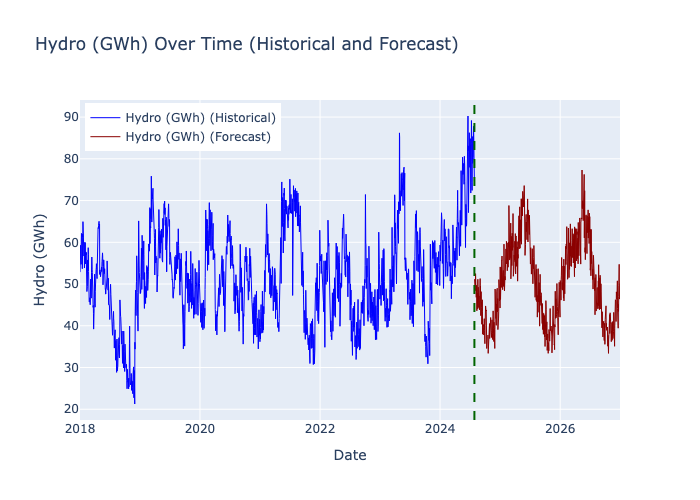 Hydro (GWh) Over Time (Historical and Forecast)
Hydro (GWh) (Historical)
Hydro (GWh) (Forecast)
90
80
70
60
50
40
30
20
Hydro (GWh)
2018 2020 2022 2024 2026
Date